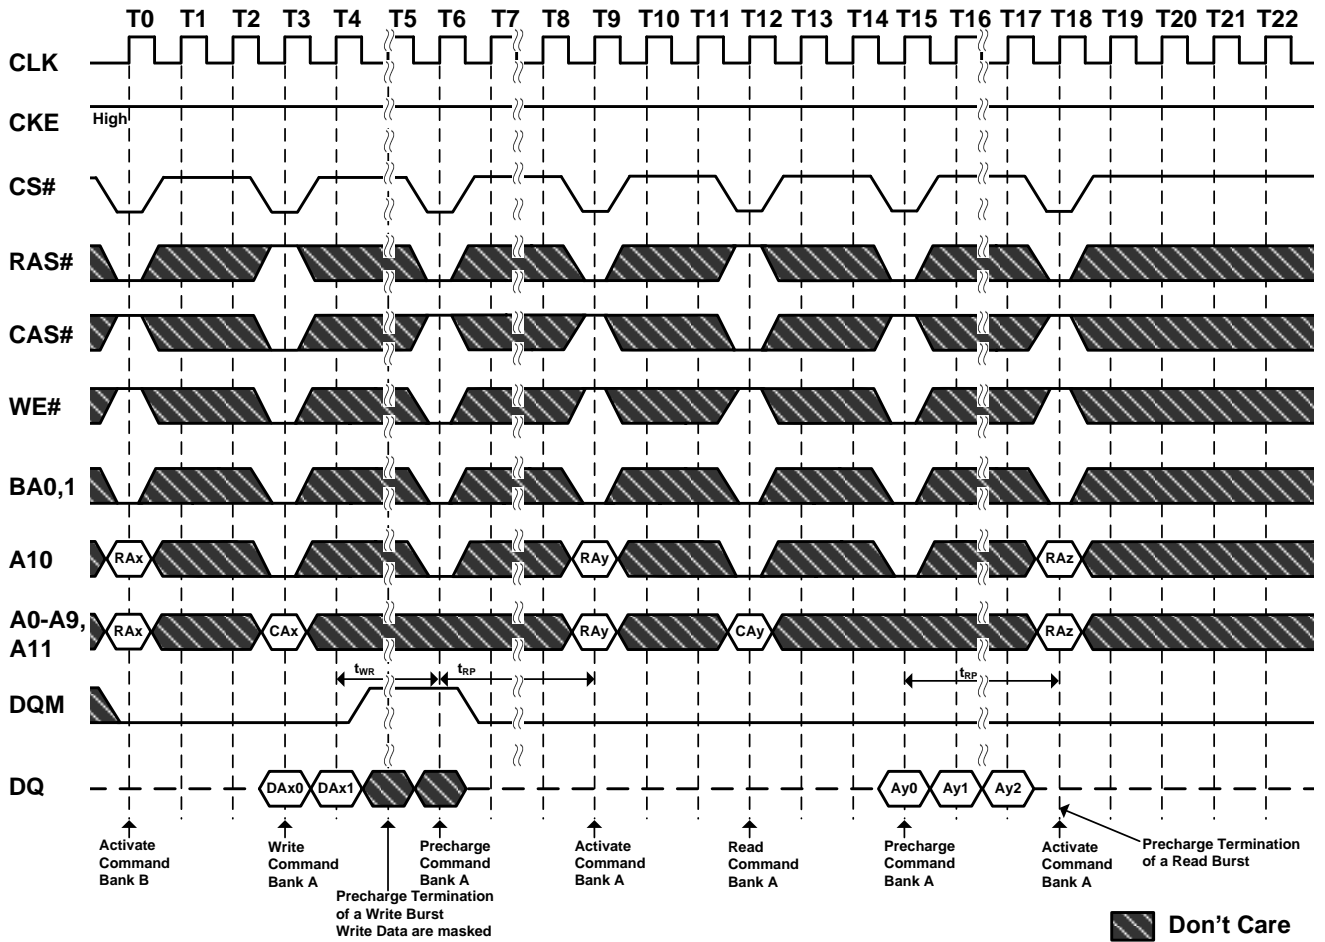 T0 T1 T2 T3 T4 T5 T6 T7 T8 T9 T10 T11 T12 T13 T14 T15 T16 T17 T18 T19 T20 T21 T22
CLK
CKE
High
CS#
RAS#
CAS#
WE#
BA0,1
A10
RAx RAy RAz
A0-A9,
A11
RAx CAx RAy CAy RAz
tWR tRP tRP
DQM
DQ
DAx0 DAx1 Ay0 Ay1 Ay2
Activate
Command
Bank B
Write
Command
Bank A
Precharge Termination
of a Write Burst
Write Data are masked
Precharge
Command
Bank A
Activate
Command
Bank A
Read
Command
Bank A
Precharge
Command
Bank A
Activate
Command
Bank A
Precharge Termination
of a Read Burst
Don't Care